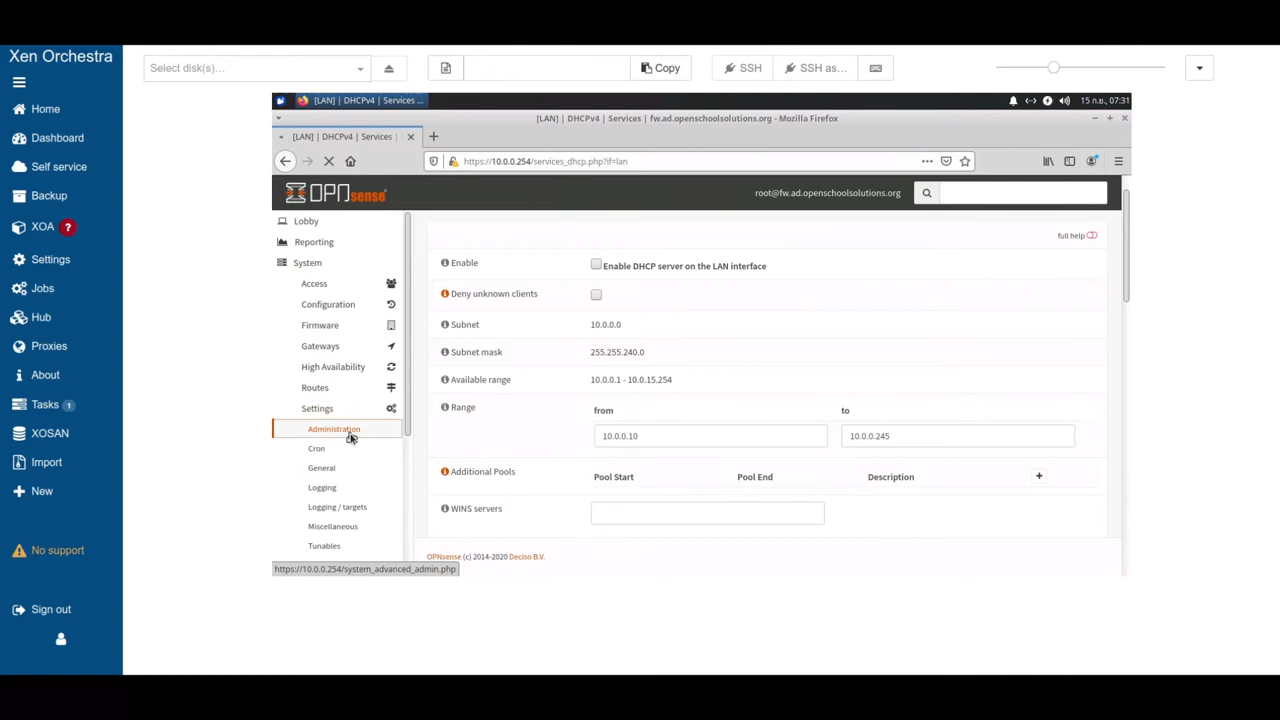 Xen Orchestra
Home
Dashboard
Self service
Backup
XOA ?
Settings
Jobs
Hub
Proxies
About
Tasks 1
XOSAN
Import
New
No support
Sign out
Select disk(s)...
Copy
SSH
SSH as...
[LAN] | DHCPv4 | Services ...
15 ก.ย., 07:31
[LAN] | DHCPv4 | Services | fw.ad.openschoolsolutions.org - Mozilla Firefox
[LAN] | DHCPv4 | Services |
https://10.0.0.254/services_dhcp.php?if=lan
OPNsense
root@fw.ad.openschoolsolutions.org
Lobby
Reporting
System
Access
Configuration
Firmware
Gateways
High Availability
Routes
Settings
Administration
Cron
General
Logging
Logging / targets
Miscellaneous
Tunables
full help
Enable
Enable DHCP server on the LAN interface
Deny unknown clients
Subnet
10.0.0.0
Subnet mask
255.255.240.0
Available range
10.0.0.1 - 10.0.15.254
Range
from
to
10.0.0.10
10.0.0.245
Additional Pools
Pool Start
Pool End
Description
WINS servers
OPNsense (c) 2014-2020 Deciso B.V.
https://10.0.0.254/system_advanced_admin.php